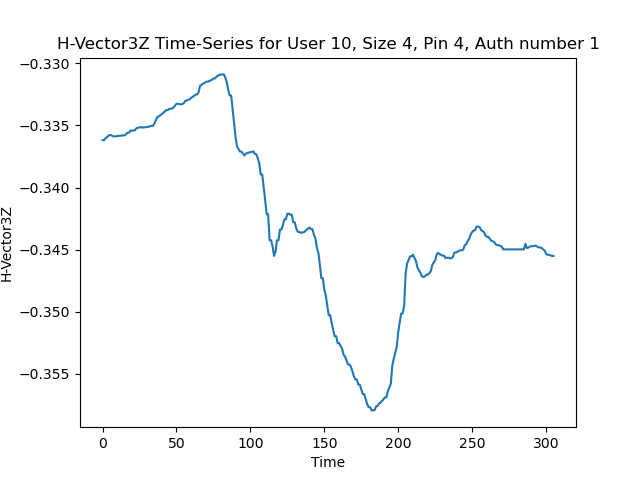 H-Vector3Z Time-Series for User 10, Size 4, Pin 4, Auth number 1
H-Vector3Z
−0.330
−0.335
−0.340
−0.345
−0.350
−0.355
0 50 100 150 200 250 300
Time